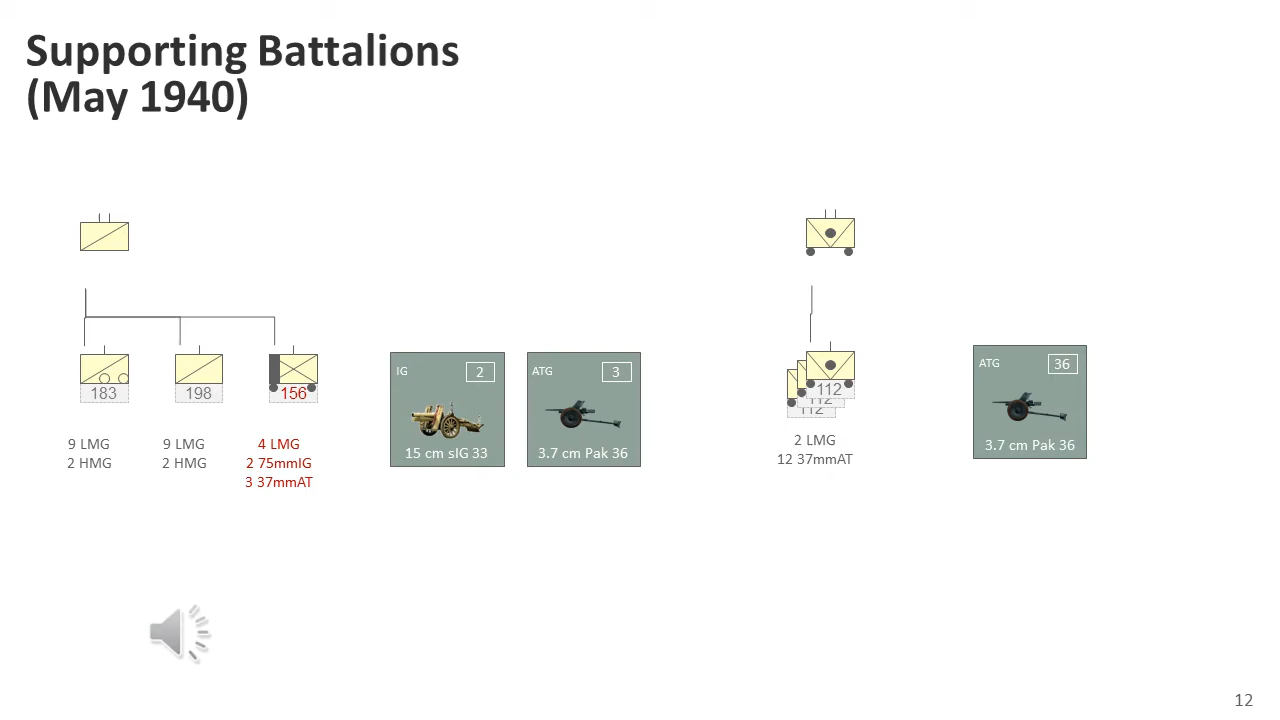 Supporting Battalions
(May 1940)
183
198
156
9 LMG
2 HMG
9 LMG
2 HMG
4 LMG
2 75mmIG
3 37mmAT
IG
2
15 cm sIG 33
ATG
3
3.7 cm Pak 36
112
112
112
2 LMG
12 37mmAT
ATG
36
3.7 cm Pak 36
12